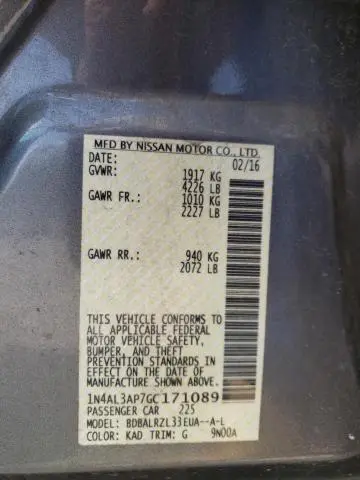 MFD BY NISSAN MOTOR CO., LTD.
DATE: 02/16
GVWR: 1917 KG
4226 LB
GAWR FR.: 1010 KG
2227 LB
GAWR RR.: 940 KG
2072 LB
THIS VEHICLE CONFORMS TO
ALL APPLICABLE FEDERAL
MOTOR VEHICLE SAFETY,
BUMPER, AND THEFT
PREVENTION STANDARDS
IN EFFECT ON THE DATE OF
MANUFACTURE SHOWN ABOVE.
1N4AL3AP7GC171089
PASSENGER CAR 225
MODEL: BDBALRZL33EUA--A-L
COLOR: KAD TRIM: G 9N00A